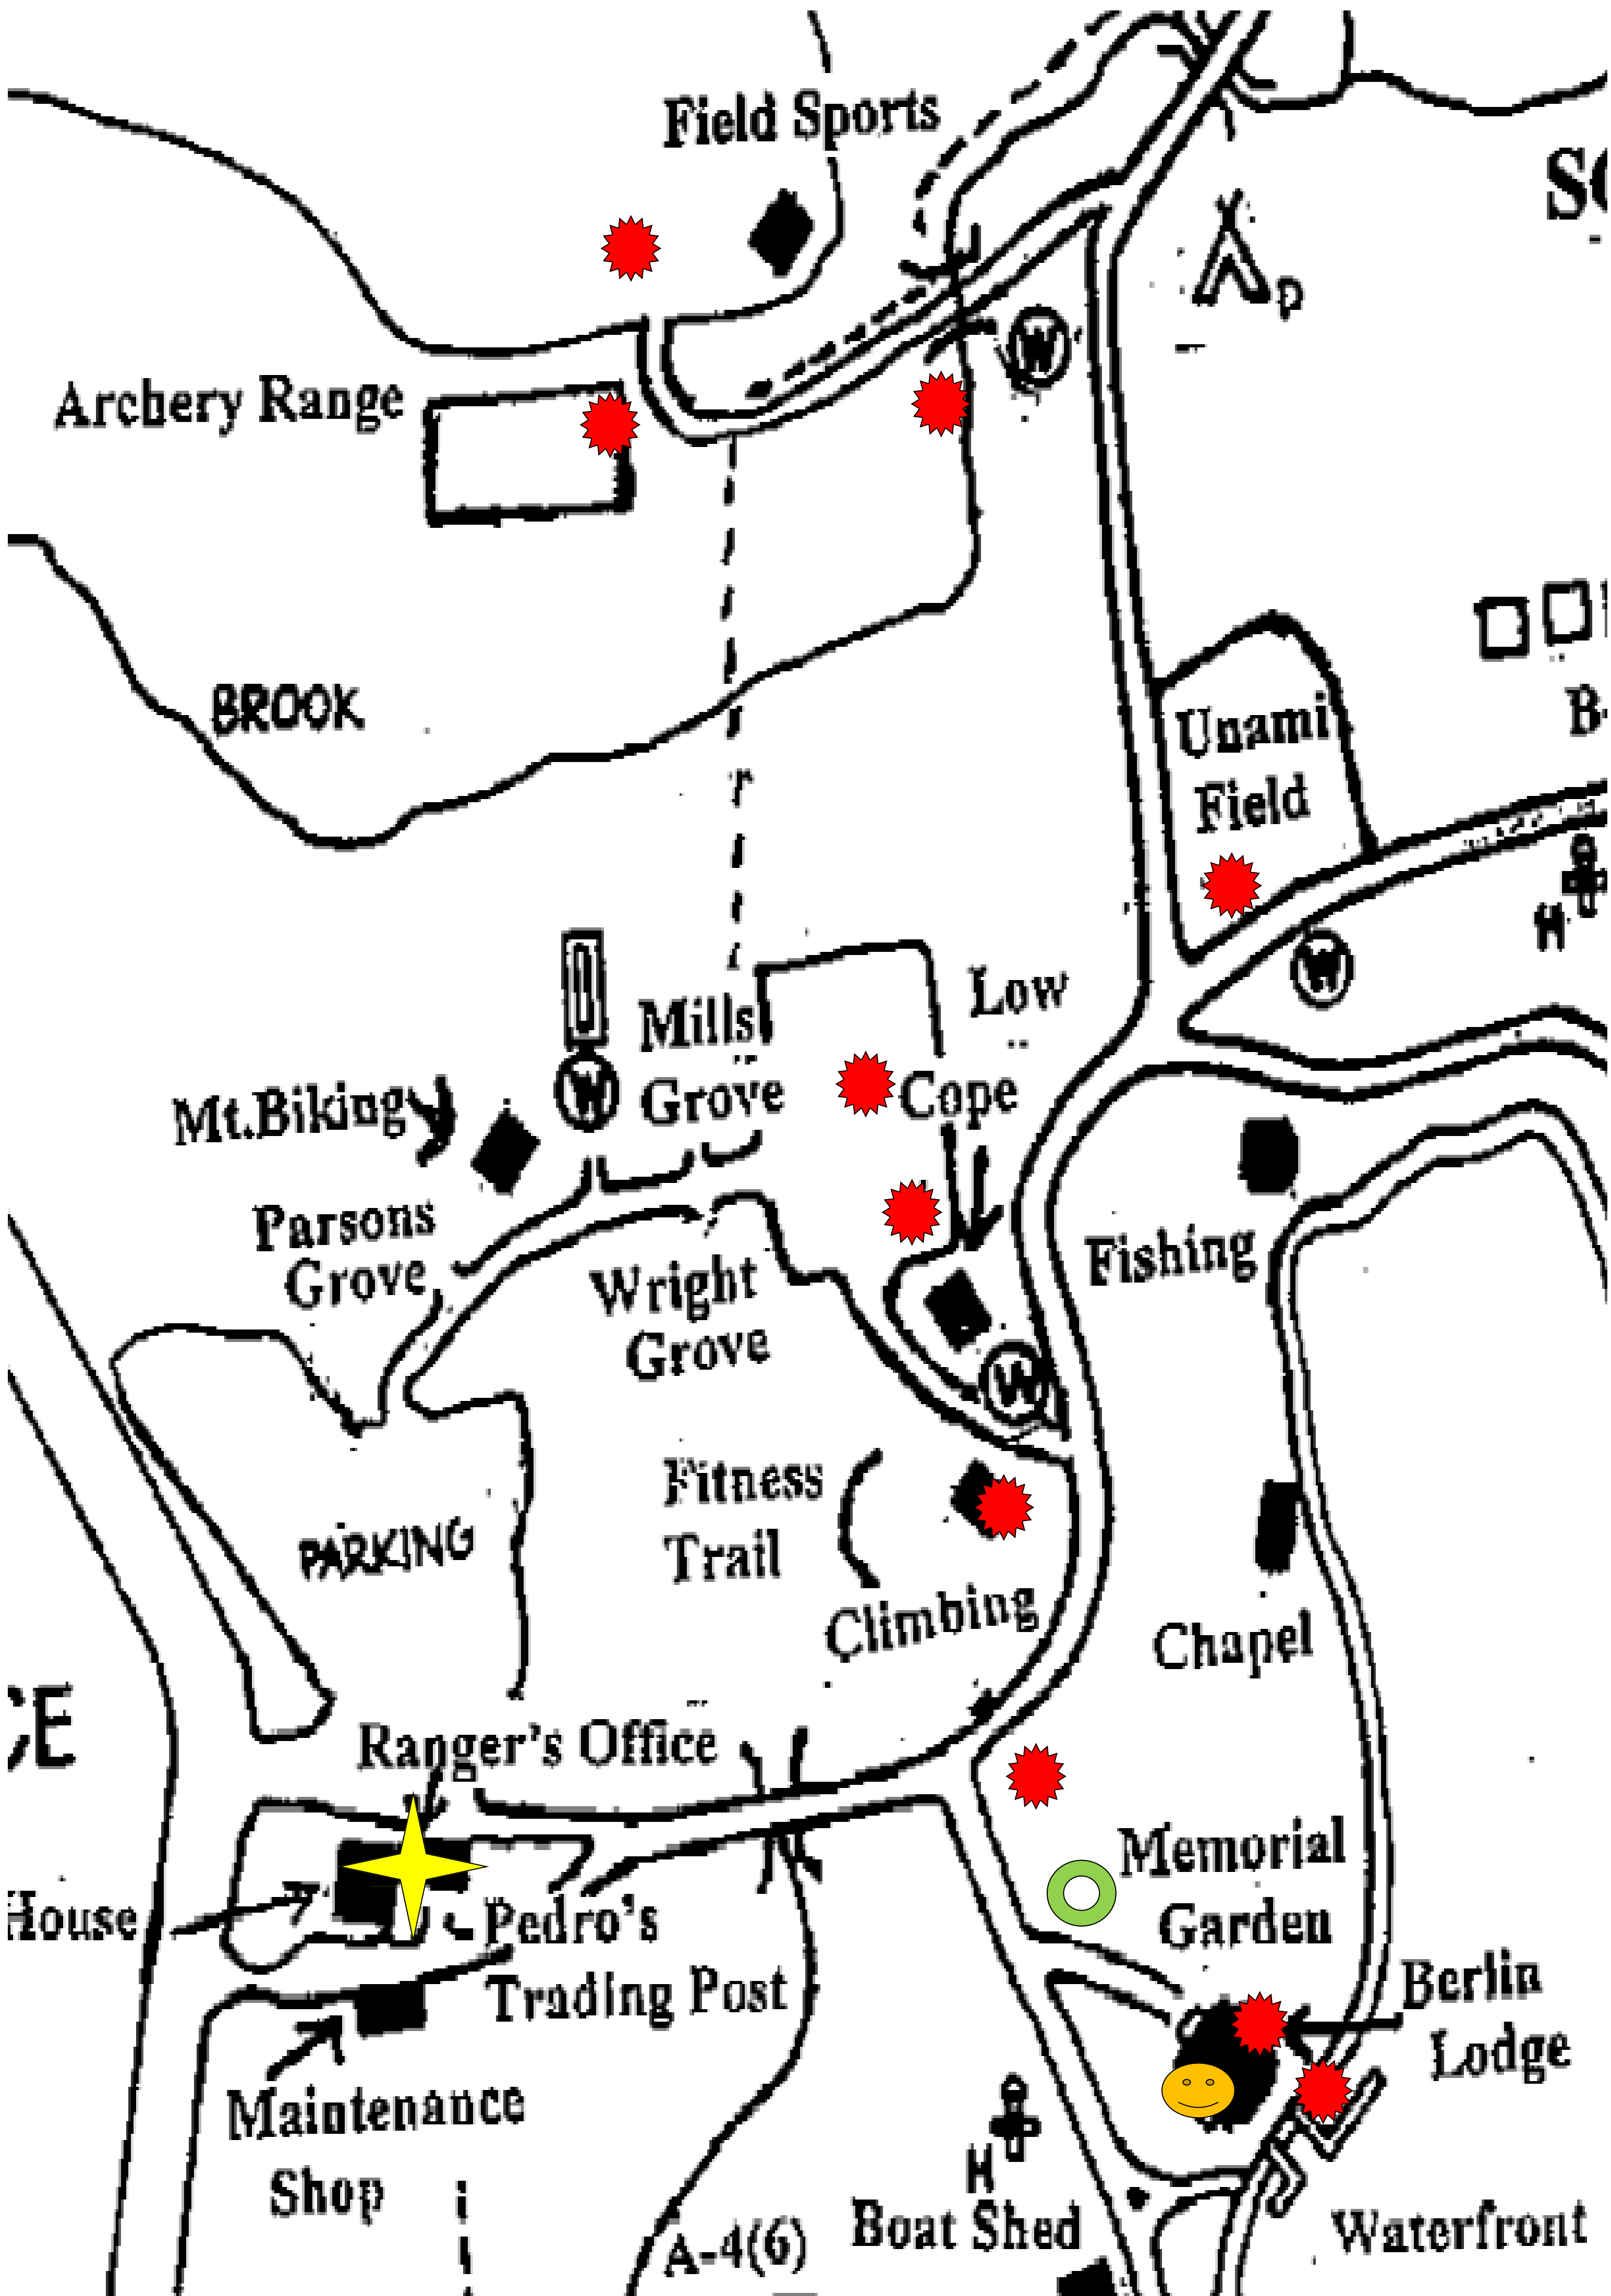 Field Sports
SC
Archery Range
W
P
BROOK
B-
Unami
Field
H
W
Low
Mills
Grove
Cope
W
Mt.Biking
Parsons
Grove
Wright
Grove
Fishing
W
Fitness
Trail
PARKING
Climbing
Chapel
CE
Ranger's Office
Memorial
Garden
House
Pedro's
Trading Post
Berlin
Lodge
Maintenance
Shop
H
A-4(6)
Boat Shed
Waterfront